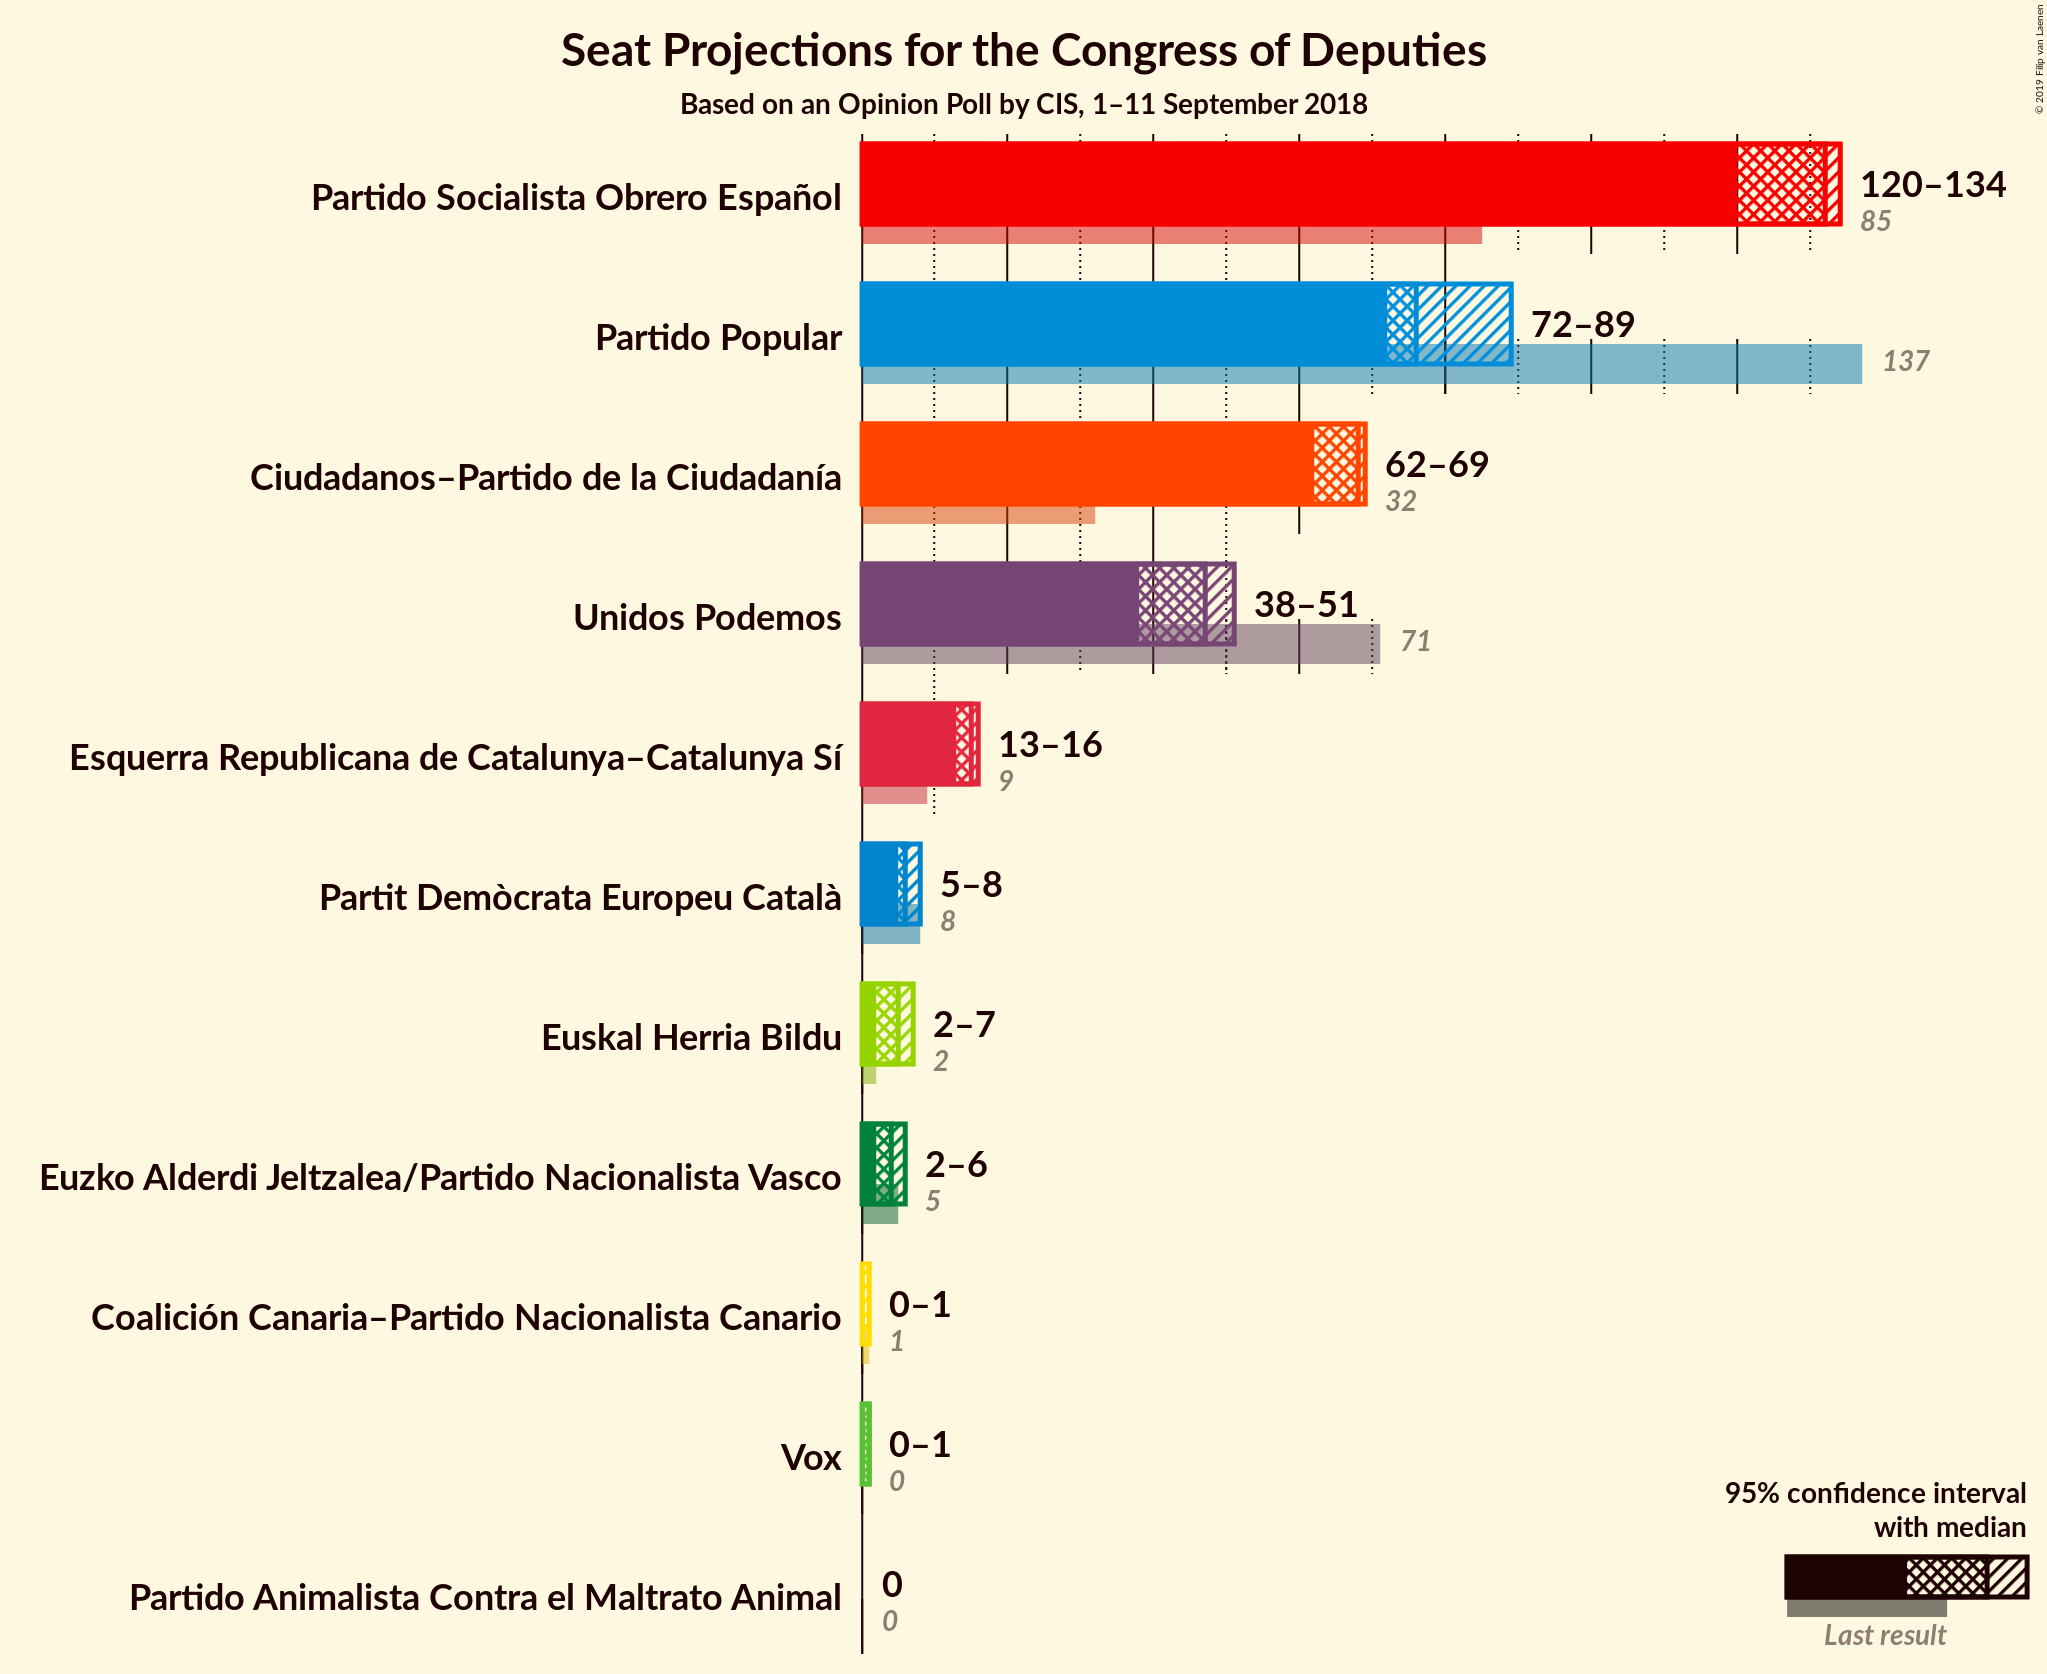 Seat Projections for the Congress of Deputies
Based on an Opinion Poll by CIS, 1–11 September 2018
© 2019 Filip van Laenen
Partido Socialista Obrero Español
120–134
85
Partido Popular
72–89
137
Ciudadanos–Partido de la Ciudadanía
62–69
32
Unidos Podemos
38–51
71
Esquerra Republicana de Catalunya–Catalunya Sí
13–16
9
Partit Demòcrata Europeu Català
5–8
8
Euskal Herria Bildu
2–7
2
Euzko Alderdi Jeltzalea/Partido Nacionalista Vasco
2–6
5
Coalición Canaria–Partido Nacionalista Canario
0–1
1
Vox
0–1
0
Partido Animalista Contra el Maltrato Animal
0
0
95% confidence interval
with median
Last result